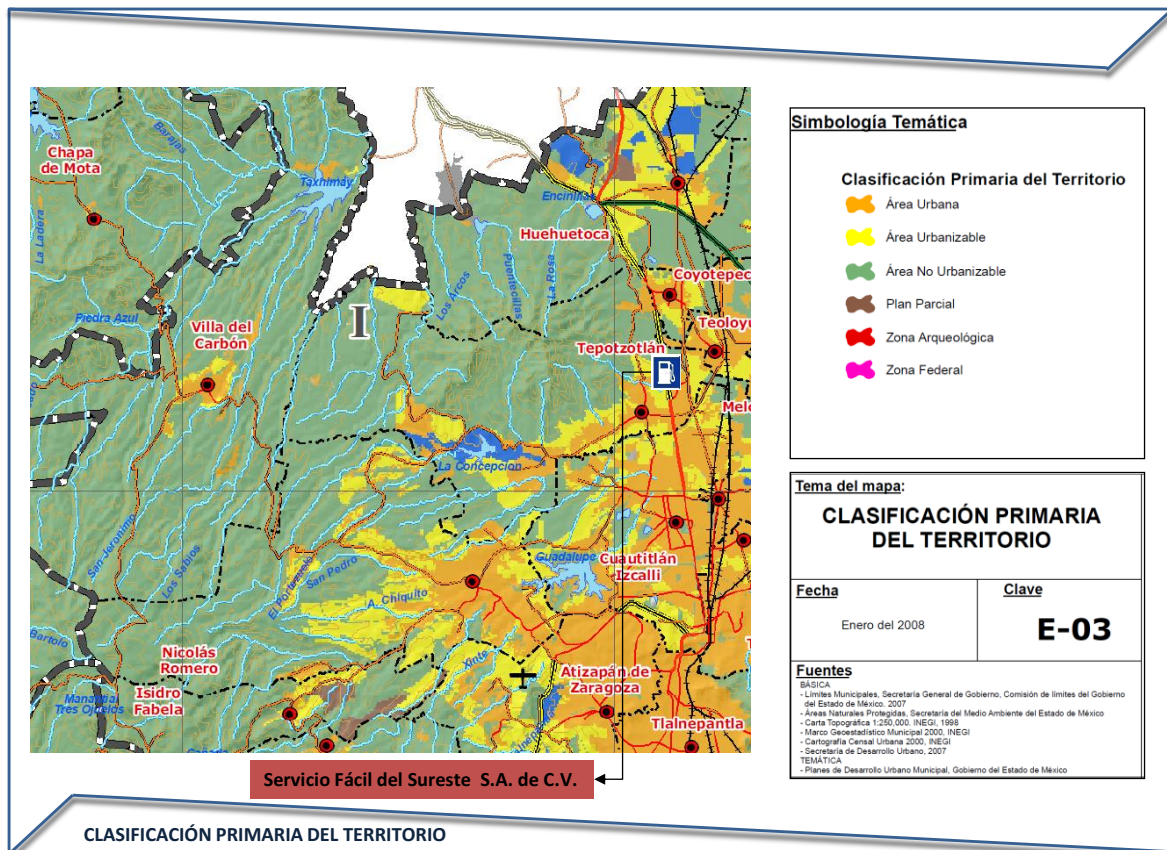 Chapa
de Mota
Barajas
Taxhimay
La Ladera
Piedra Azul
Villa del
Carbón
I
Encinillas
Huehuetoca
Los Arcos
Puentecillas
La Rosa
Coyotepec
Teoloyu
Tepotzotlán
Melc
La Concepcion
San Jeronimo
Los Sabios
El Portezuelo
San Pedro
A. Chiquito
Guadalupe
Cuautitlán
Izcalli
Bartolo
Nicolás
Romero
Isidro
Fabela
Manantial
Tres Ojuelos
Xinte
Atizapán de
Zaragoza
Tlalnepantla
Servicio Fácil del Sureste S.A. de C.V.
Simbología Temática
Clasificación Primaria del Territorio
Área Urbana
Área Urbanizable
Área No Urbanizable
Plan Parcial
Zona Arqueológica
Zona Federal
Tema del mapa:
CLASIFICACIÓN PRIMARIA
DEL TERRITORIO
Fecha
Enero del 2008
Clave
E-03
Fuentes
BÁSICA
- Límites Municipales, Secretaría General de Gobierno, Comisión de límites del Gobierno
del Estado de México. 2007
- Áreas Naturales Protegidas, Secretaría del Medio Ambiente del Estado de México
- Carta Topográfica 1:250,000. INEGI, 1998
- Marco Geoestadístico Municipal 2000, INEGI
- Cartografía Censal Urbana 2000, INEGI
- Secretaría de Desarrollo Urbano, 2007
TEMÁTICA
- Planes de Desarrollo Urbano Municipal, Gobierno del Estado de México
CLASIFICACIÓN PRIMARIA DEL TERRITORIO